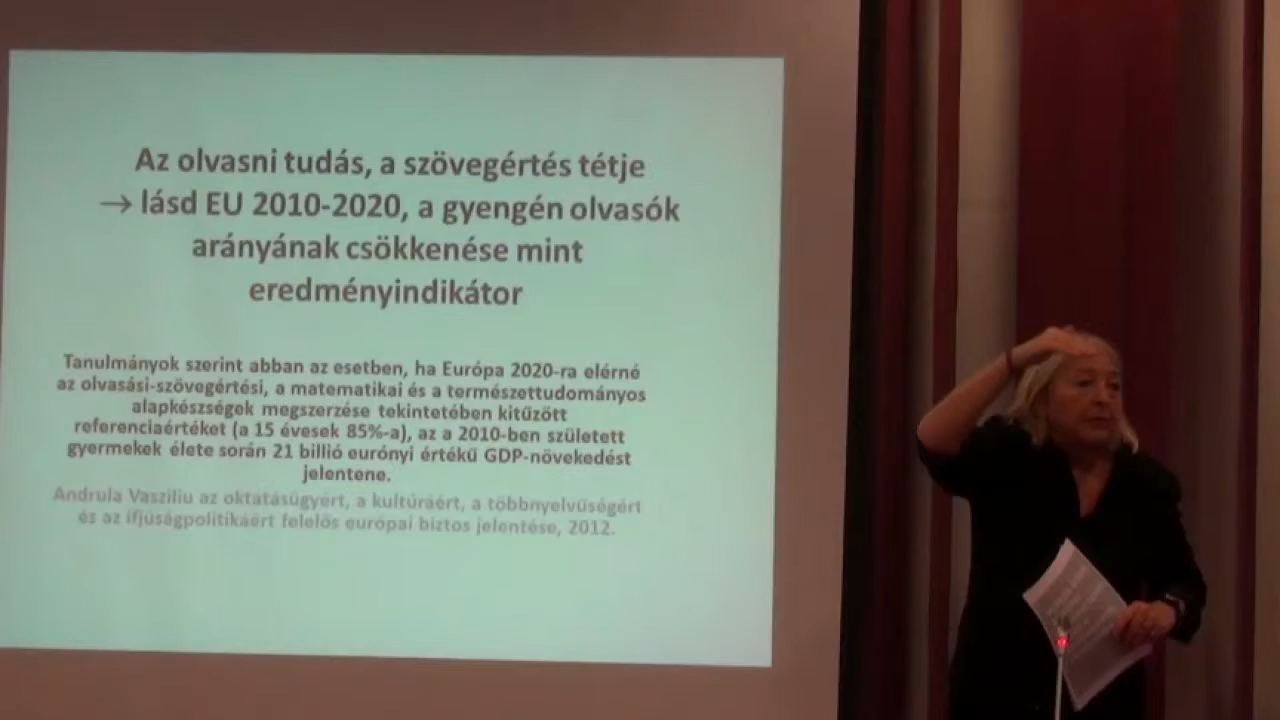 Az olvasni tudás, a szövegértés tétje
→ lásd EU 2010-2020, a gyengén olvasók
arányának csökkenése mint
eredményindikátor
Tanulmányok szerint abban az esetben, ha Európa 2020-ra elérné
az olvasási-szövegértési, a matematikai és a természettudományos
alapkészségek megszerzése tekintetében kitűzött
referenciaértéket (a 15 évesek 85%-a), az a 2010-ben született
gyermekek élete során 21 billió eurónyi értékű GDP-növekedést
jelentene.
Andrula Vasziliu az oktatásügyért, a kultúráért, a többnyelvűségért
és az ifjúságpolitikáért felelős európai biztos jelentése, 2012.